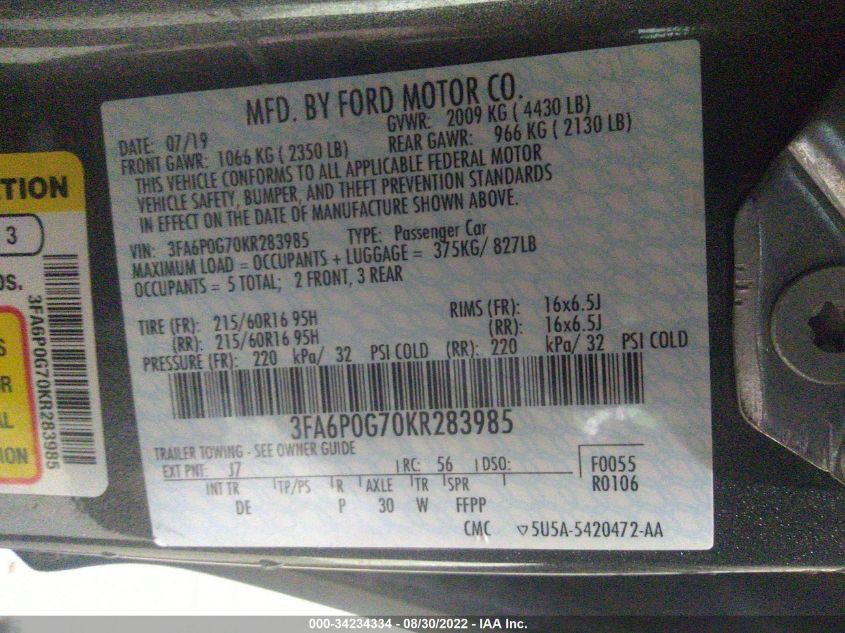 MFD. BY FORD MOTOR CO.
DATE: 07/19 GVWR: 2009 KG ( 4430 LB)
FRONT GAWR: 1066 KG ( 2350 LB) REAR GAWR: 966 KG ( 2130 LB)
THIS VEHICLE CONFORMS TO ALL APPLICABLE FEDERAL MOTOR
VEHICLE SAFETY, BUMPER, AND THEFT PREVENTION STANDARDS
IN EFFECT ON THE DATE OF MANUFACTURE SHOWN ABOVE.
VIN: 3FA6P0G70KR283985 TYPE: Passenger Car
MAXIMUM LOAD = OCCUPANTS + LUGGAGE = 375KG/ 827LB
OCCUPANTS = 5 TOTAL; 2 FRONT, 3 REAR
TIRE (FR): 215/60R16 95H RIMS (FR): 16x6.5J
(RR): 215/60R16 95H (RR): 16x6.5J
PRESSURE (FR): 220 kPa/ 32 PSI COLD (RR): 220 kPa/ 32 PSI COLD
3FA6P0G70KR283985
TRAILER TOWING - SEE OWNER GUIDE
EXT PNT: J7 RC: 56 DSO: F0055
INT TR TP/PS R AXLE TR SPR R0106
DE P 30 W FFPP
CMC 5U5A-5420472-AA
TION
3
OS.
3FA6P0G70KR283985
S
OR
AL
ION
000-34234334 - 08/30/2022 - IAA Inc.